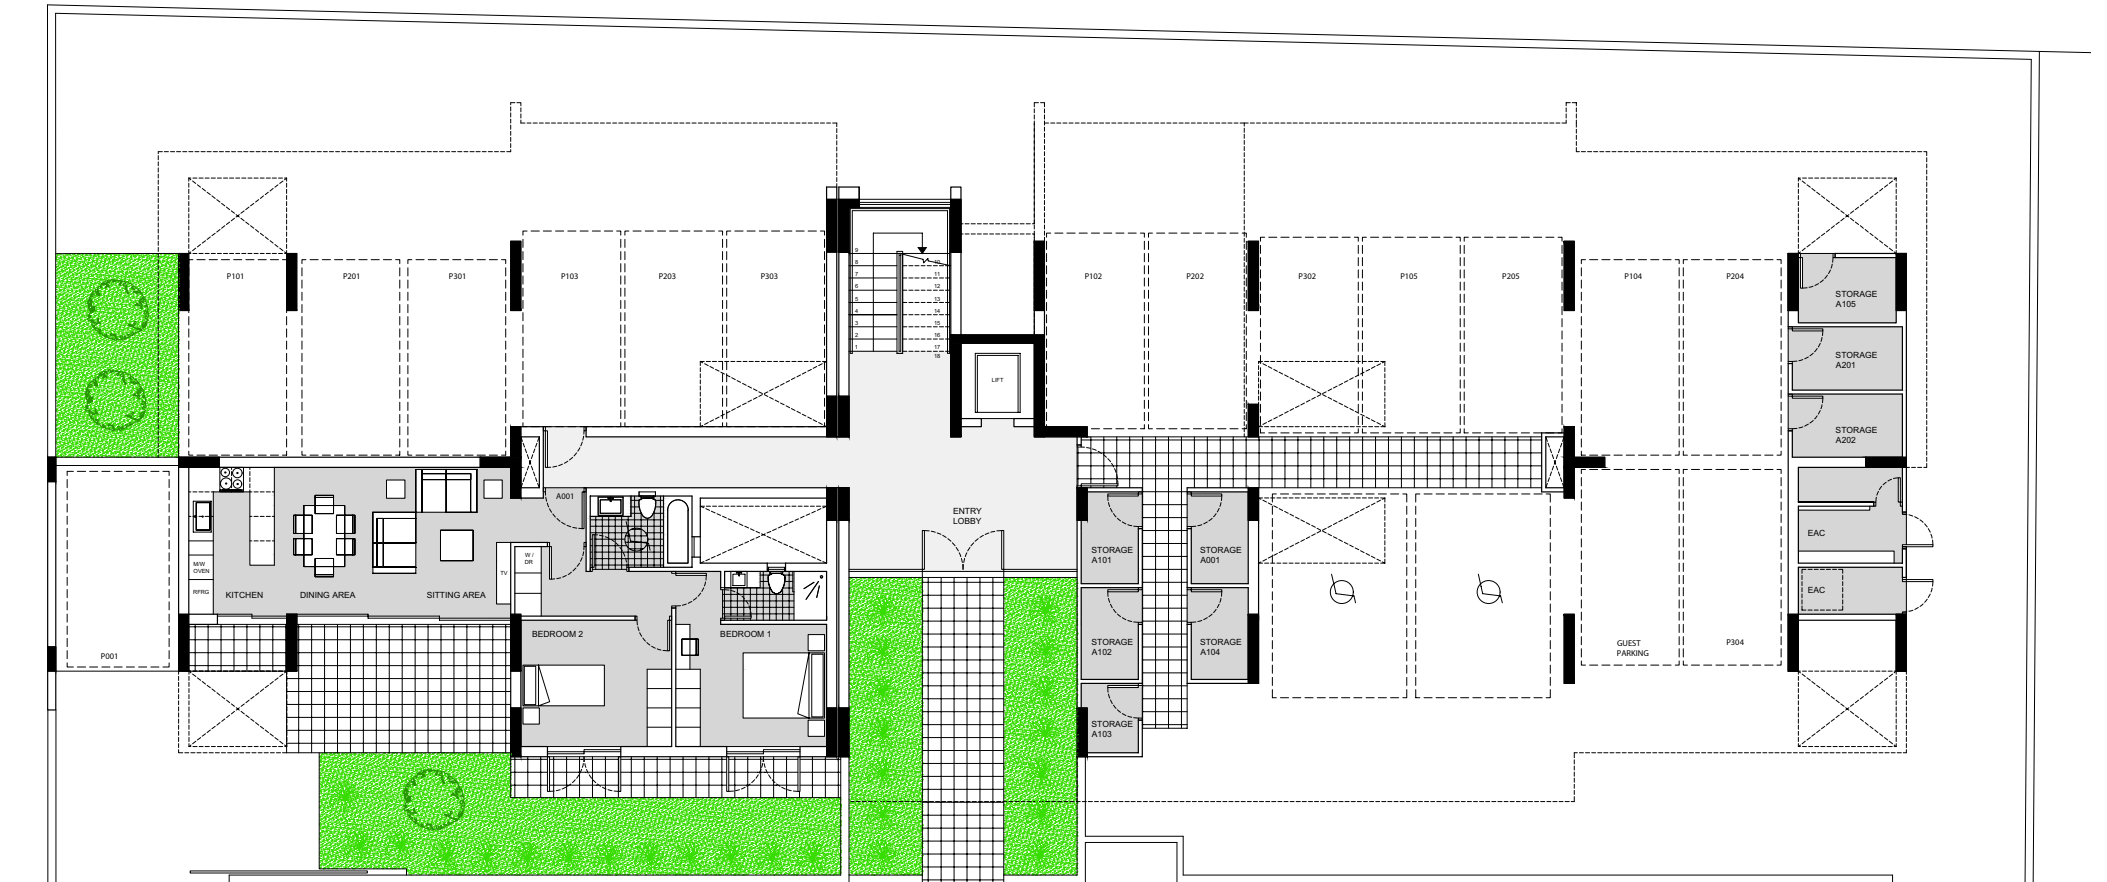 P101
P201
P301
P103
P203
P303
P102
P202
P302
P105
P205
P104
P204
STORAGE
A105
STORAGE
A201
STORAGE
A202
9
8
7
6
5
4
3
2
1
10
11
12
13
14
15
16
17
18
LIFT
A001
ENTRY
LOBBY
STORAGE
A101
STORAGE
A001
STORAGE
A102
STORAGE
A104
STORAGE
A103
EAC
EAC
W /
DR
TV
M/W
OVEN
RFRG
KITCHEN
DINING AREA
SITTING AREA
BEDROOM 2
BEDROOM 1
P001
GUEST
PARKING
P304